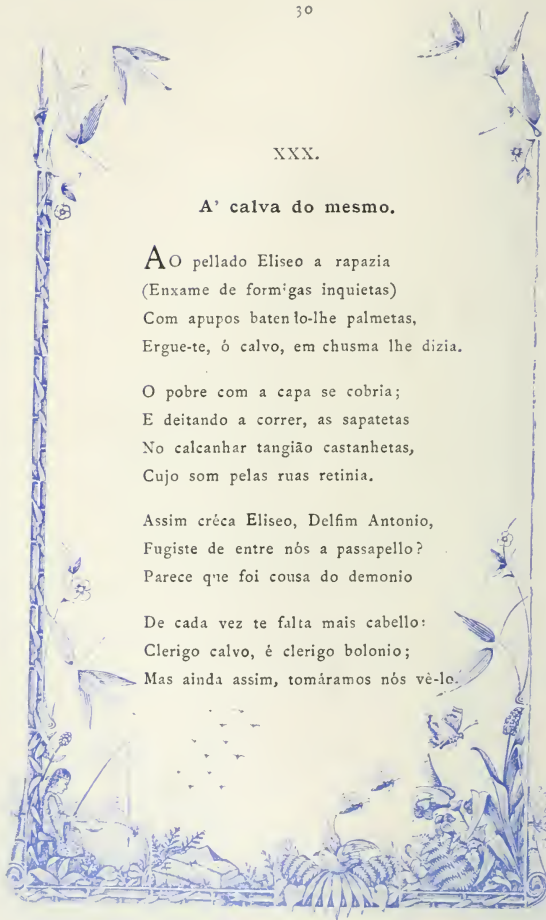 30
XXX.
A' calva do mesmo.
AO pellado Eliseo a rapazia
(Enxame de formigas inquietas)
Com apupos batendo-lhe palmetas,
Ergue-te, ó calvo, em chusma lhe dizia.
O pobre com a capa se cobria;
E deitando a correr, as sapatetas
No calcanhar tangião castanhetas,
Cujo som pelas ruas retinia.
Assim créca Eliseo, Delfim Antonio,
Fugiste de entre nós a passapello?
Parece que foi cousa do demonio
De cada vez te falta mais cabello:
Clerigo calvo, é clerigo bolonio;
Mas ainda assim, tomáramos nós vê-lo.